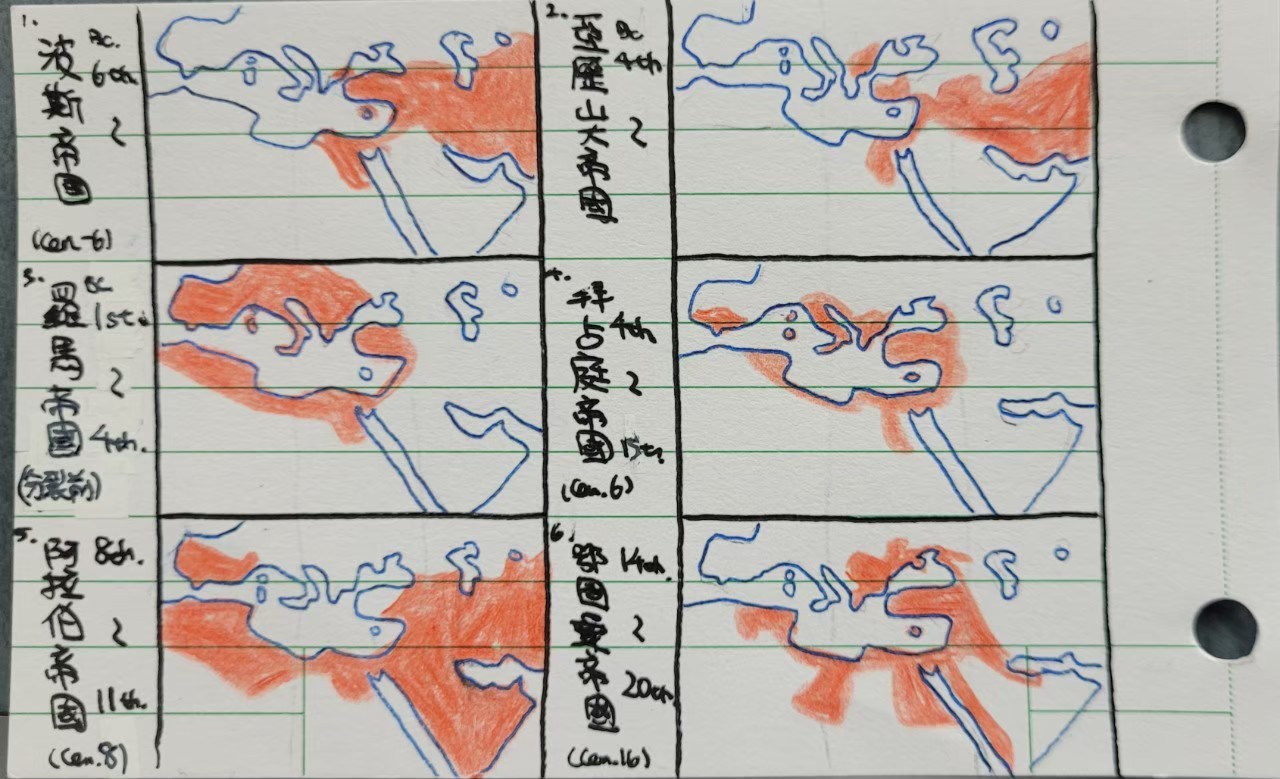 1.
波斯帝國
BC.
6th
~
(Cen.-6)
2.
亞歷山大帝國
BC
4th
~
3.
羅馬帝國
BC
1st.
~
4th.
(分裂前)
4.
拜占庭帝國
4th
~
15th.
(Cen.6)
5.
阿拉伯帝國
8th.
~
11th.
(Cen.8)
6.
鄂圖曼帝國
14th.
~
20th.
(Cen.16)